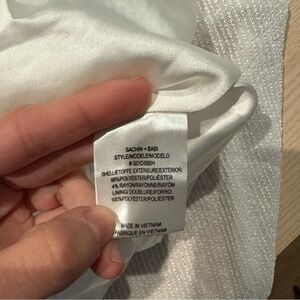 SACHIN + BABI
STYLE/MODELE/MODELO
SHELL/ETOFFE EXTERIEURE/EXTERIOR:
96%POLYESTER/POLIÉSTER
4% RAYON/RAYONNE/RAYÓN
LINING/ DOUBLURE/FORRO:
100%POLYESTER/POLIÉSTER
MADE IN VIETNAM
FABRIQUÉ EN VIETNAM